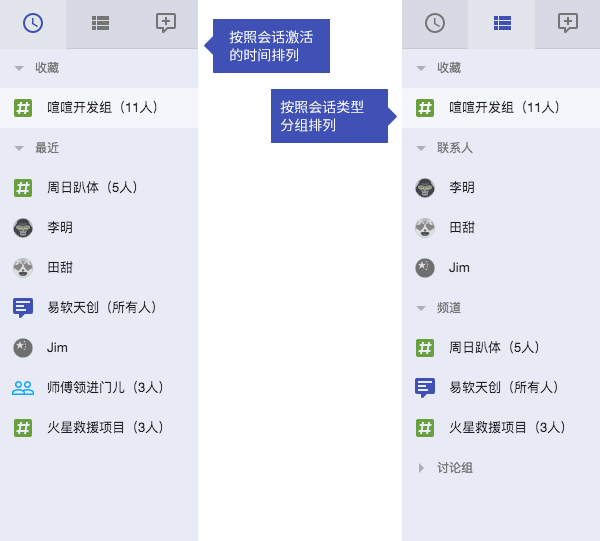 按照会话激活
的时间排列
按照会话类型
分组排列
收藏
喧喧开发组（11人）
最近
周日趴体（5人）
李明
田甜
易软天创（所有人）
Jim
师傅领进门儿（3人）
火星救援项目（3人）
收藏
喧喧开发组（11人）
联系人
李明
田甜
Jim
频道
周日趴体（5人）
易软天创（所有人）
火星救援项目（3人）
讨论组